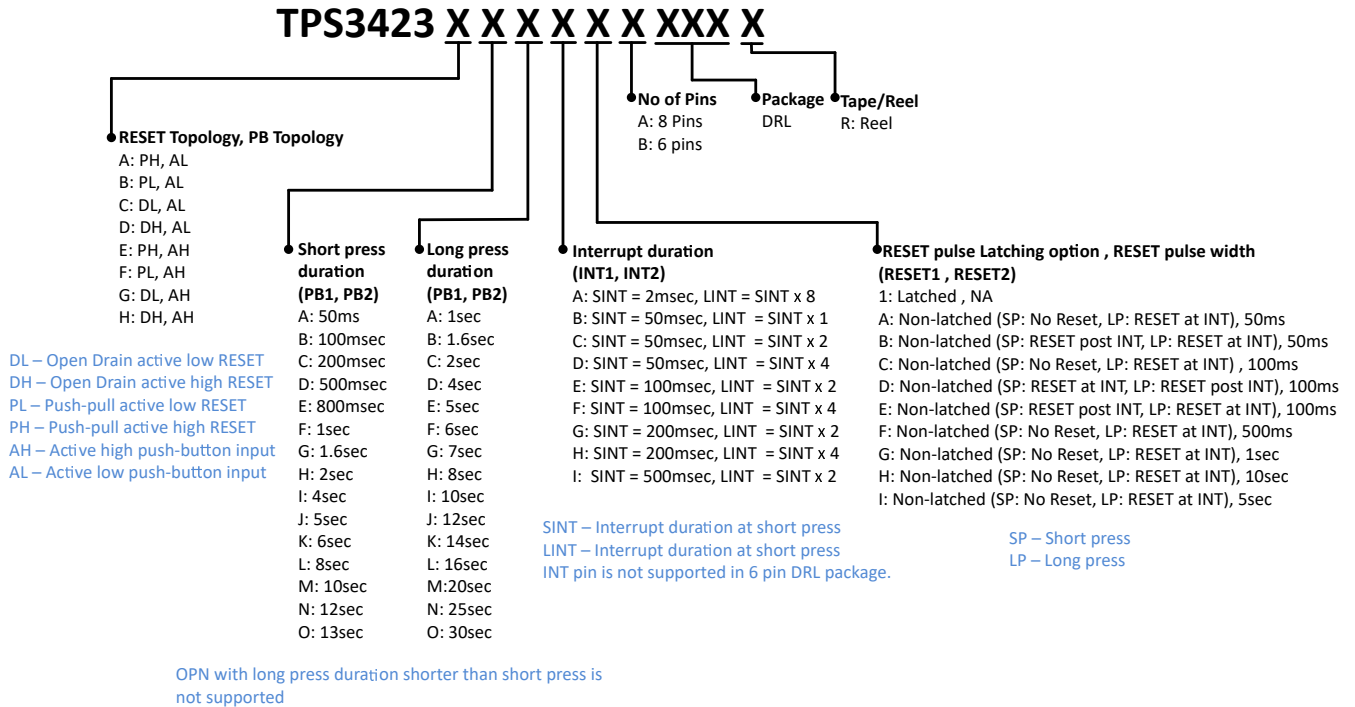 TPS3423 X X X X X X XXX X
No of Pins
A: 8 Pins
B: 6 pins
Package
DRL
Tape/Reel
R: Reel
RESET Topology, PB Topology
A: PH, AL
B: PL, AL
C: DL, AL
D: DH, AL
E: PH, AH
F: PL, AH
G: DL, AH
H: DH, AH
DL – Open Drain active low RESET
DH – Open Drain active high RESET
PL – Push-pull active low RESET
PH – Push-pull active high RESET
AH – Active high push-button input
AL – Active low push-button input
Short press
duration
(PB1, PB2)
A: 50ms
B: 100msec
C: 200msec
D: 500msec
E: 800msec
F: 1sec
G: 1.6sec
H: 2sec
I: 4sec
J: 5sec
K: 6sec
L: 8sec
M: 10sec
N: 12sec
O: 13sec
Long press
duration
(PB1, PB2)
A: 1sec
B: 1.6sec
C: 2sec
D: 4sec
E: 5sec
F: 6sec
G: 7sec
H: 8sec
I: 10sec
J: 12sec
K: 14sec
L: 16sec
M:20sec
N: 25sec
O: 30sec
Interrupt duration
(INT1, INT2)
A: SINT = 2msec, LINT = SINT x 8
B: SINT = 50msec, LINT = SINT x 1
C: SINT = 50msec, LINT = SINT x 2
D: SINT = 50msec, LINT = SINT x 4
E: SINT = 100msec, LINT = SINT x 2
F: SINT = 100msec, LINT = SINT x 4
G: SINT = 200msec, LINT = SINT x 2
H: SINT = 200msec, LINT = SINT x 4
I: SINT = 500msec, LINT = SINT x 2
SINT – Interrupt duration at short press
LINT – Interrupt duration at short press
INT pin is not supported in 6 pin DRL package.
RESET pulse Latching option , RESET pulse width
(RESET1 , RESET2)
1: Latched , NA
A: Non-latched (SP: No Reset, LP: RESET at INT), 50ms
B: Non-latched (SP: RESET post INT, LP: RESET at INT), 50ms
C: Non-latched (SP: No Reset, LP: RESET at INT) , 100ms
D: Non-latched (SP: RESET at INT, LP: RESET post INT), 100ms
E: Non-latched (SP: RESET post INT, LP: RESET at INT), 100ms
F: Non-latched (SP: No Reset, LP: RESET at INT), 500ms
G: Non-latched (SP: No Reset, LP: RESET at INT), 1sec
H: Non-latched (SP: No Reset, LP: RESET at INT), 10sec
I: Non-latched (SP: No Reset, LP: RESET at INT), 5sec
SP – Short press
LP – Long press
OPN with long press duration shorter than short press is
not supported